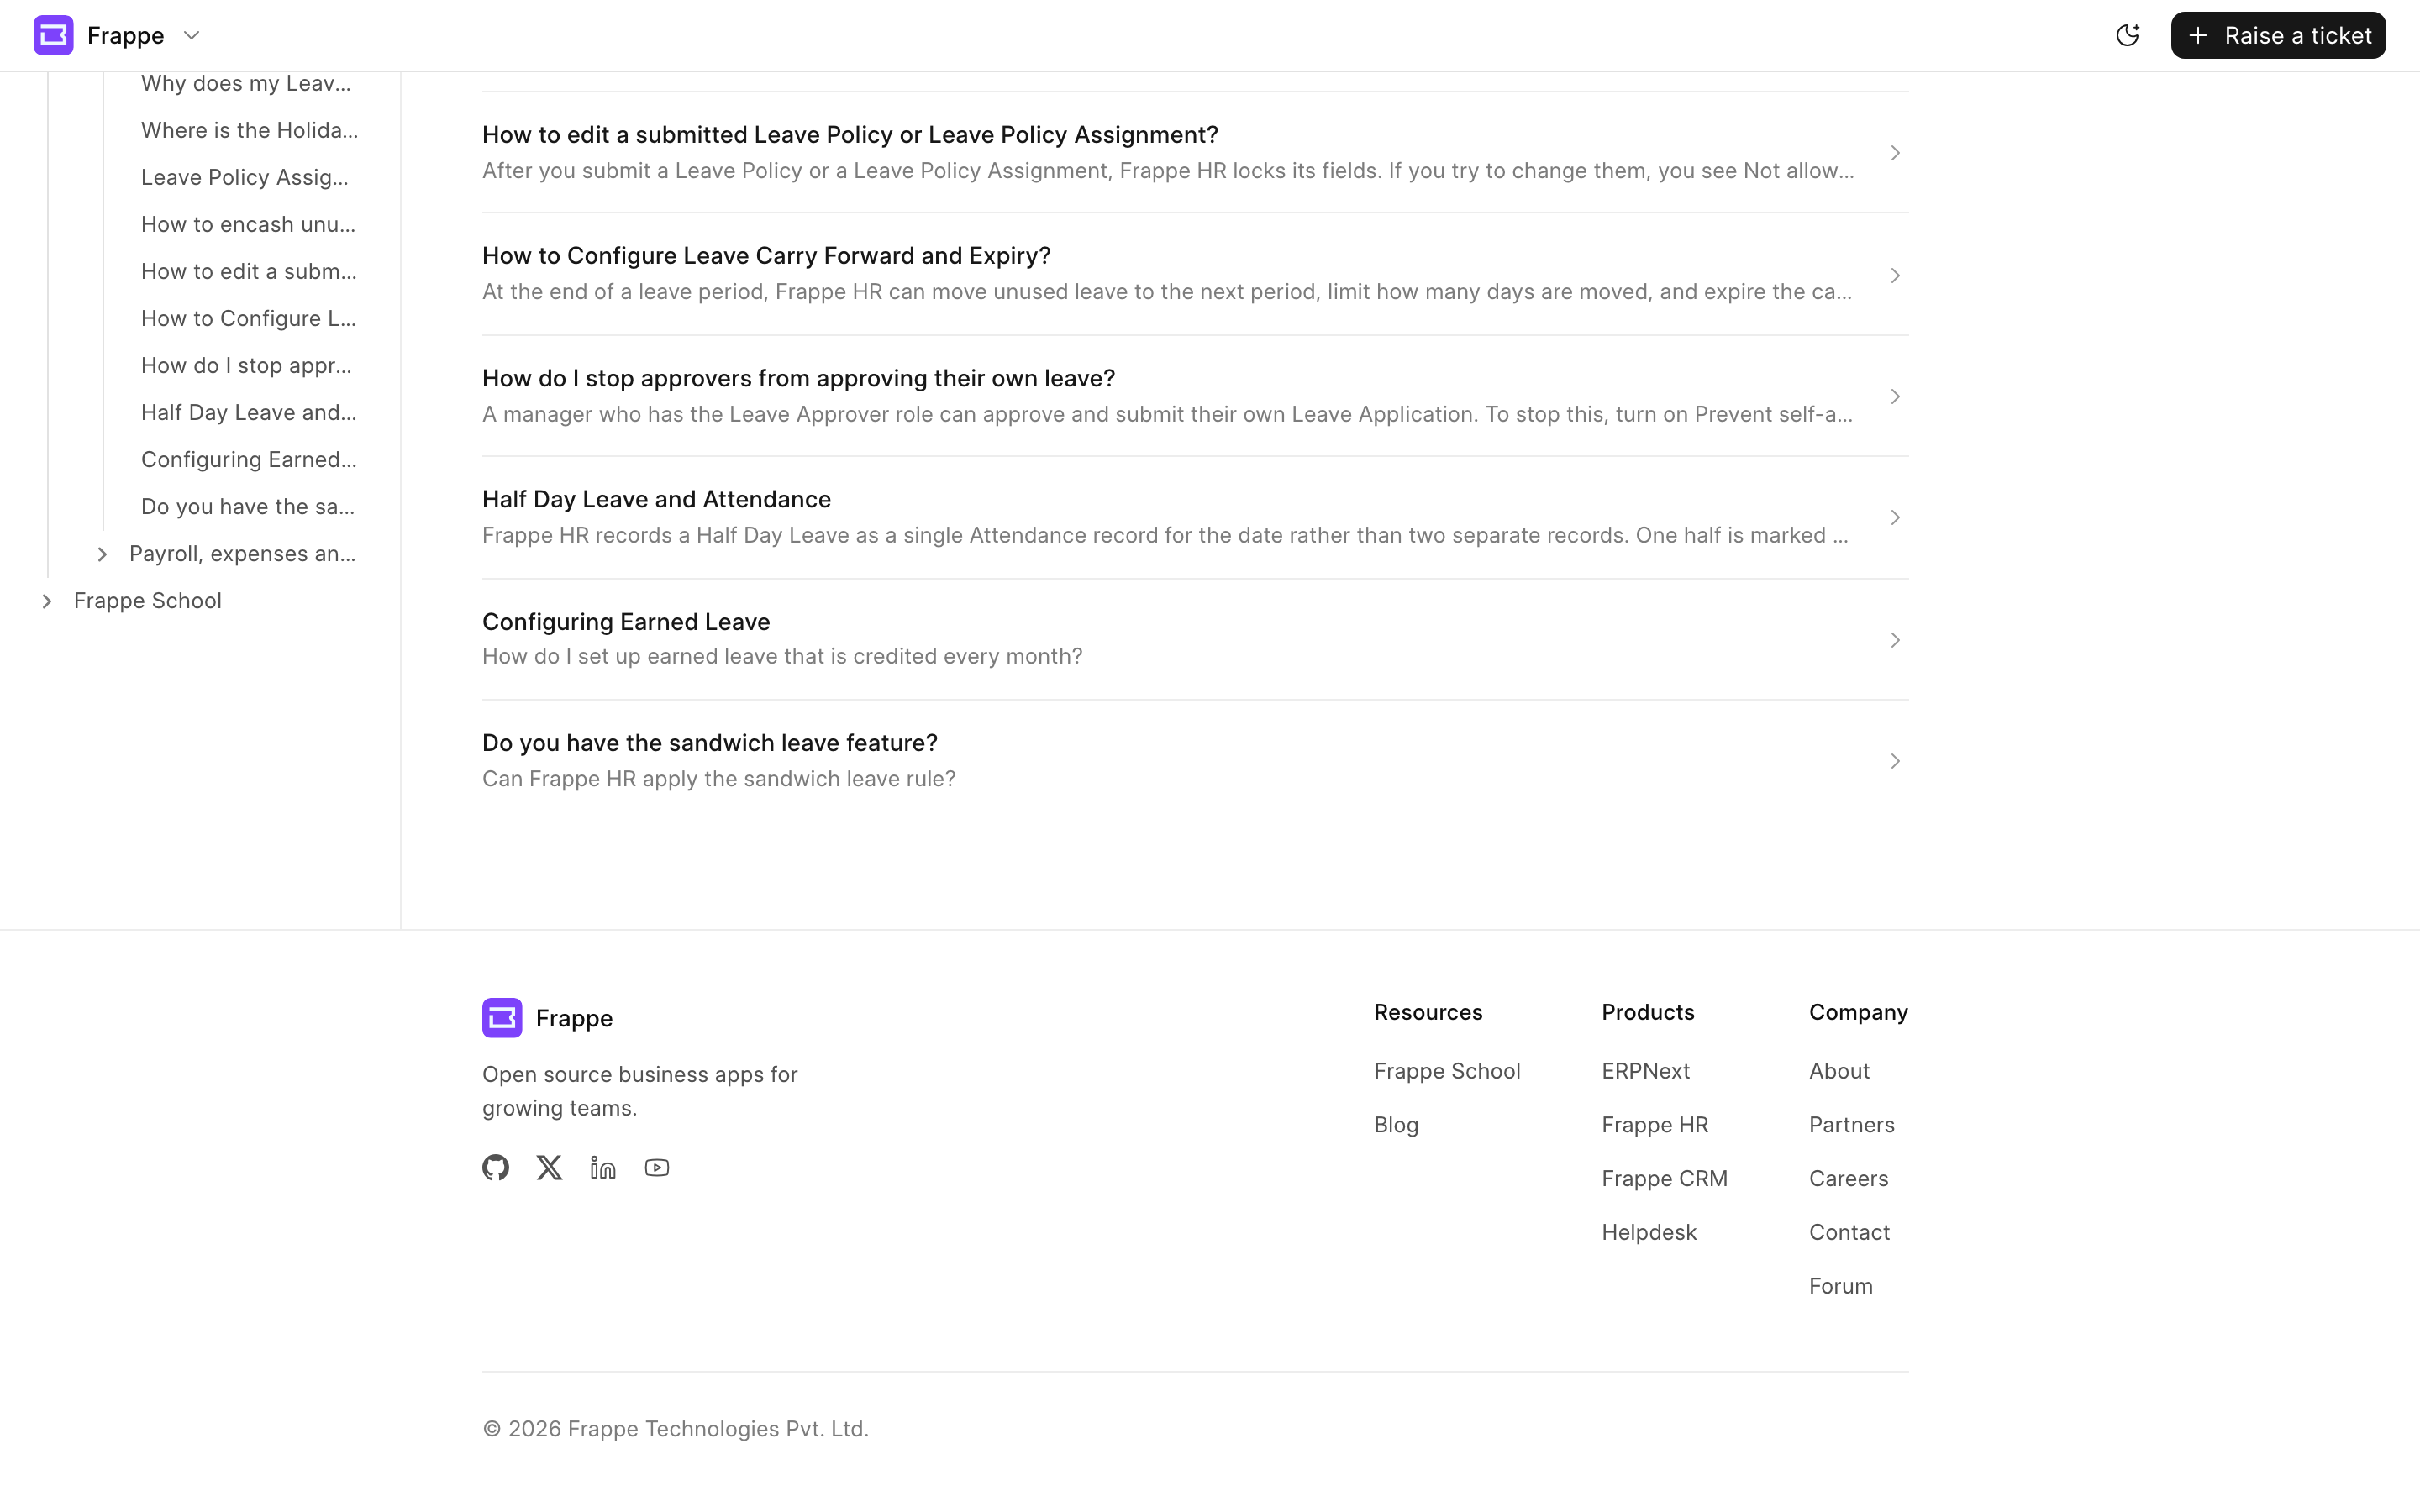 Frappe
Raise a ticket
Why does my Leav...
Where is the Holida...
Leave Policy Assig...
How to encash unu...
How to edit a subm...
How to Configure L...
How do I stop appr...
Half Day Leave and...
Configuring Earned...
Do you have the sa...
Payroll, expenses an...
Frappe School
How to edit a submitted Leave Policy or Leave Policy Assignment?
After you submit a Leave Policy or a Leave Policy Assignment, Frappe HR locks its fields. If you try to change them, you see Not allow...
How to Configure Leave Carry Forward and Expiry?
At the end of a leave period, Frappe HR can move unused leave to the next period, limit how many days are moved, and expire the ca...
How do I stop approvers from approving their own leave?
A manager who has the Leave Approver role can approve and submit their own Leave Application. To stop this, turn on Prevent self-a...
Half Day Leave and Attendance
Frappe HR records a Half Day Leave as a single Attendance record for the date rather than two separate records. One half is marked ...
Configuring Earned Leave
How do I set up earned leave that is credited every month?
Do you have the sandwich leave feature?
Can Frappe HR apply the sandwich leave rule?
Frappe
Open source business apps for
growing teams.
Resources
Frappe School
Blog
Products
ERPNext
Frappe HR
Frappe CRM
Helpdesk
Company
About
Partners
Careers
Contact
Forum
© 2026 Frappe Technologies Pvt. Ltd.